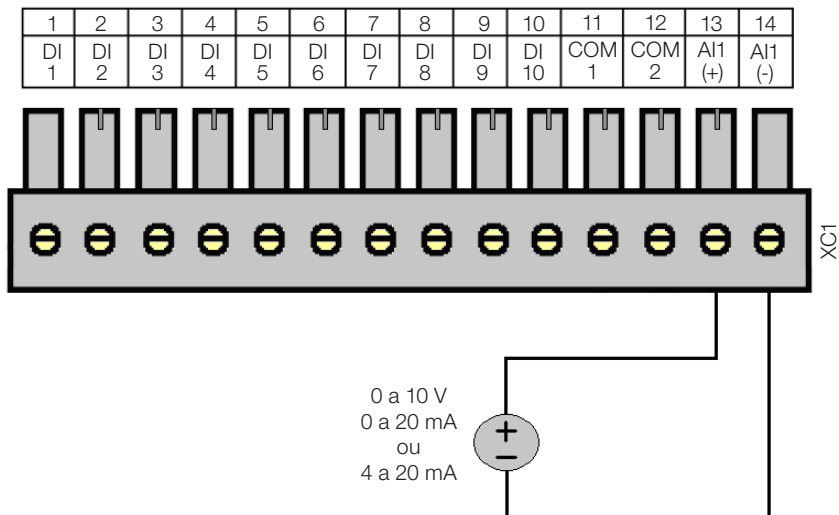 1 2 3 4 5 6 7 8 9 10 11 12 13 14
DI DI DI DI DI DI DI DI DI DI COM COM AI1 AI1
1 2 3 4 5 6 7 8 9 10 1 2 (+) (-)
XC1
0 a 10 V
0 a 20 mA
ou
4 a 20 mA
+
−